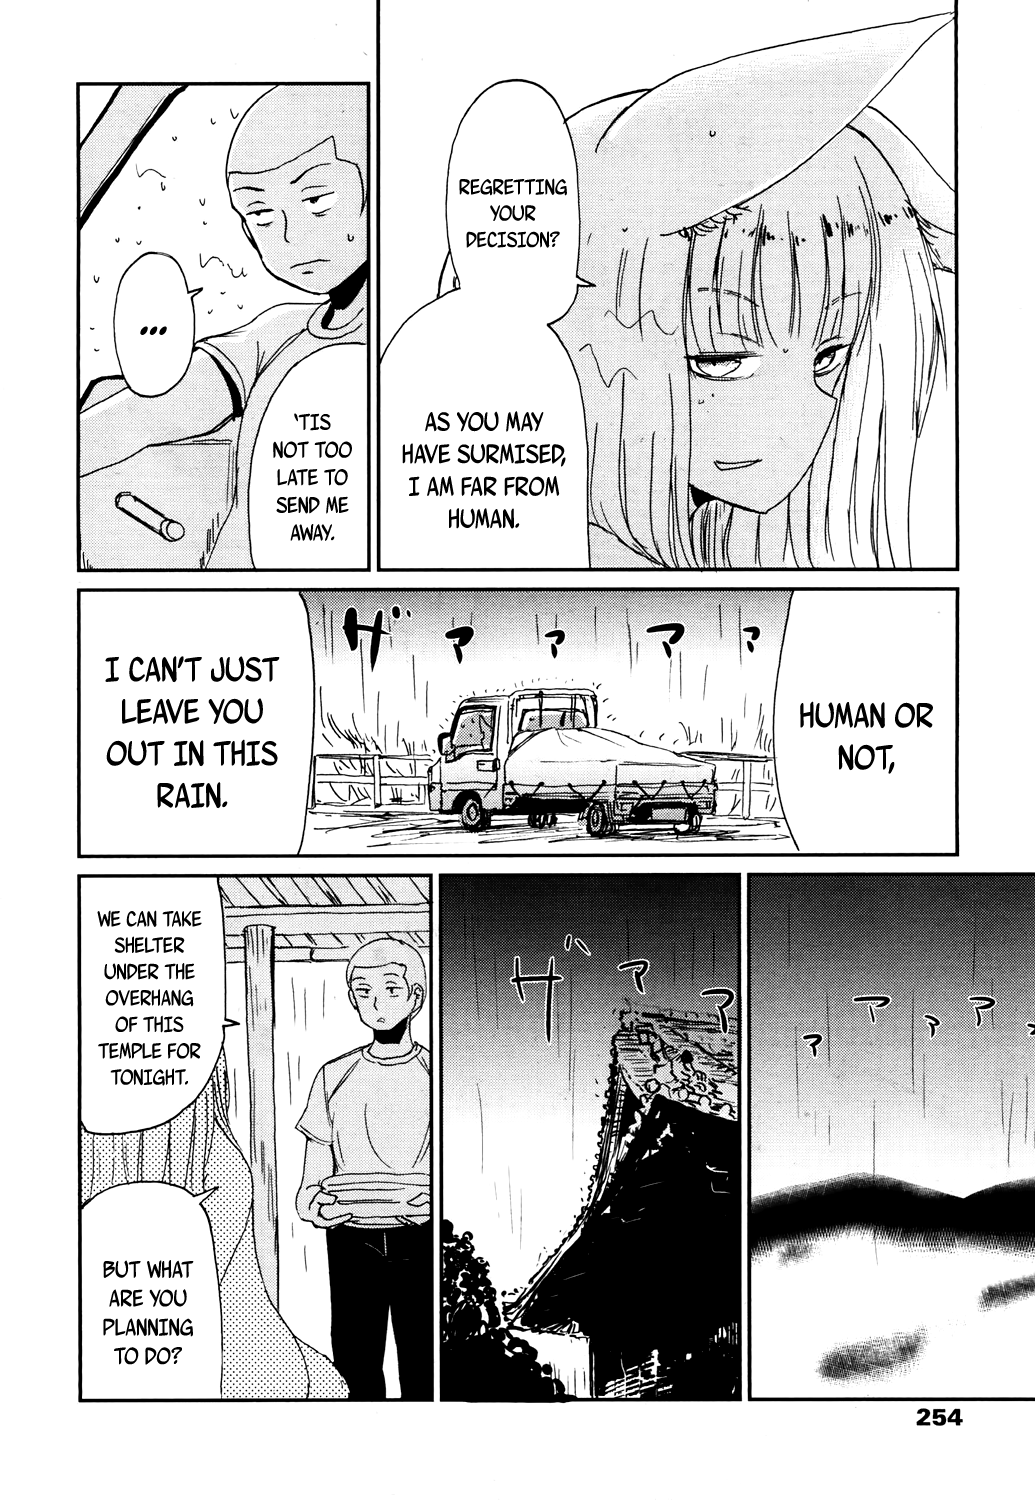 REGRETTING
YOUR
DECISION?
AS YOU MAY
HAVE SURMISED,
I AM FAR FROM
HUMAN.
...
'TIS
NOT TOO
LATE TO
SEND ME
AWAY.
HUMAN OR
NOT,
ザァァァァ
I CAN'T JUST
LEAVE YOU
OUT IN THIS
RAIN.
ザァァ
ァァァァ
WE CAN TAKE
SHELTER
UNDER THE
OVERHANG
OF THIS
TEMPLE FOR
TONIGHT.
BUT WHAT
ARE YOU
PLANNING
TO DO?
254